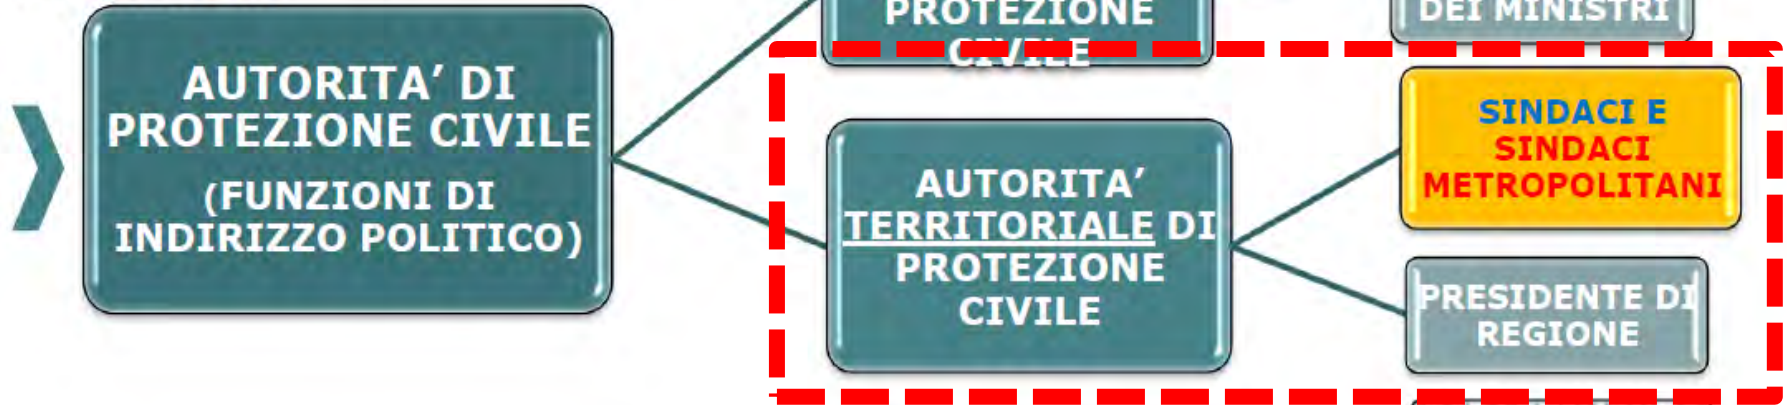 AUTORITA’ DI
PROTEZIONE CIVILE
(FUNZIONI DI
INDIRIZZO POLITICO)
PROTEZIONE
CIVILE
DEI MINISTRI
AUTORITA’
TERRITORIALE DI
PROTEZIONE
CIVILE
SINDACI E
SINDACI
METROPOLITANI
PRESIDENTE DI
REGIONE